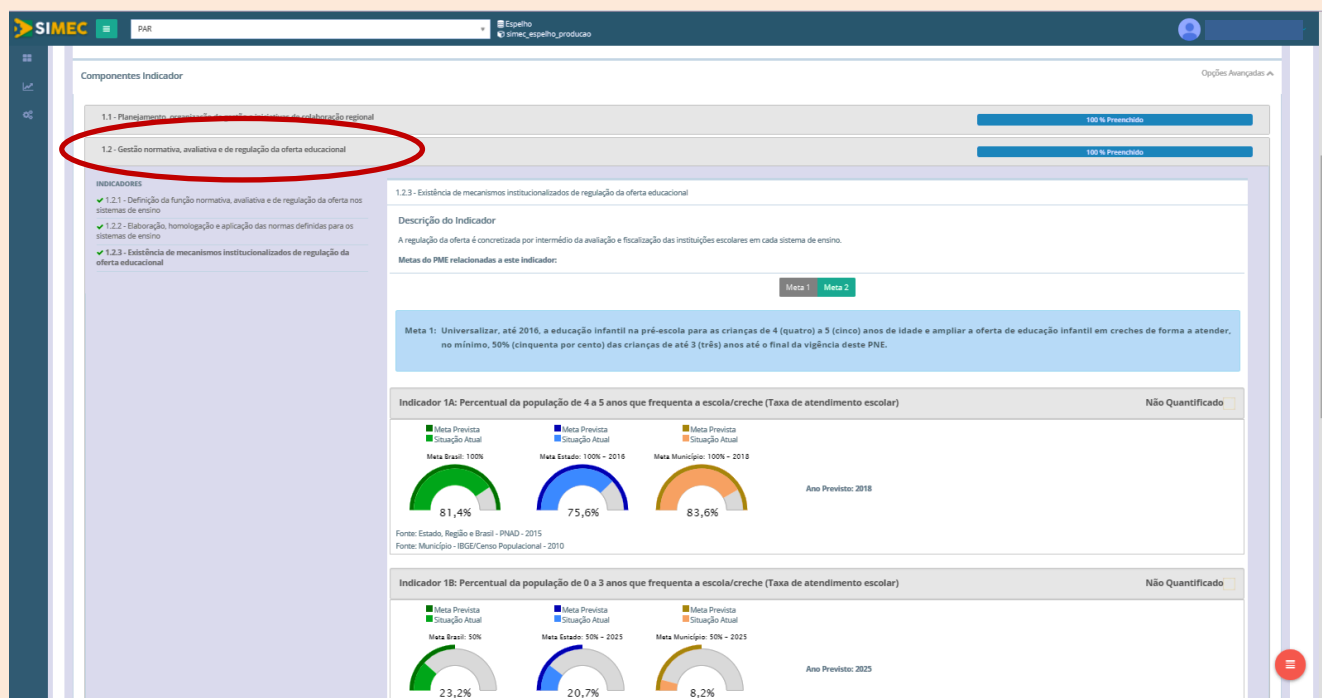 SIMEC
PAR
Espelho
simec_espelho_producao
Componentes Indicador
Opções Avançadas
1.1 - Planejamento, organização da gestão e iniciativas de colaboração regional
100 % Preenchido
1.2 - Gestão normativa, avaliativa e de regulação da oferta educacional
100 % Preenchido
INDICADORES
1.2.1 - Definição da função normativa, avaliativa e de regulação da oferta nos
sistemas de ensino
1.2.2 - Elaboração, homologação e aplicação das normas definidas para os
sistemas de ensino
1.2.3 - Existência de mecanismos institucionalizados de regulação da
oferta educacional
1.2.3 - Existência de mecanismos institucionalizados de regulação da oferta educacional
Descrição do Indicador
A regulação da oferta é concretizada por intermédio da avaliação e fiscalização das instituições escolares em cada sistema de ensino.
Metas do PME relacionadas a este indicador:
Meta 1 Meta 2
Meta 1: Universalizar, até 2016, a educação infantil na pré-escola para as crianças de 4 (quatro) a 5 (cinco) anos de idade e ampliar a oferta de educação infantil em creches de forma a atender,
no mínimo, 50% (cinquenta por cento) das crianças de até 3 (três) anos até o final da vigência deste PNE.
Indicador 1A: Percentual da população de 4 a 5 anos que frequenta a escola/creche (Taxa de atendimento escolar)
Não Quantificado
Meta Prevista Meta Prevista Meta Prevista
Situação Atual Situação Atual Situação Atual
Meta Brasil: 100% Meta Estado: 100% - 2016 Meta Município: 100% - 2018
Ano Previsto: 2018
81,4% 75,6% 83,6%
Fonte: Estado, Região e Brasil - PNAD - 2015
Fonte: Município - IBGE/Censo Populacional - 2010
Indicador 1B: Percentual da população de 0 a 3 anos que frequenta a escola/creche (Taxa de atendimento escolar)
Não Quantificado
Meta Prevista Meta Prevista Meta Prevista
Situação Atual Situação Atual Situação Atual
Meta Brasil: 50% Meta Estado: 50% - 2025 Meta Município: 50% - 2025
Ano Previsto: 2025
23,2% 20,7% 8,2%